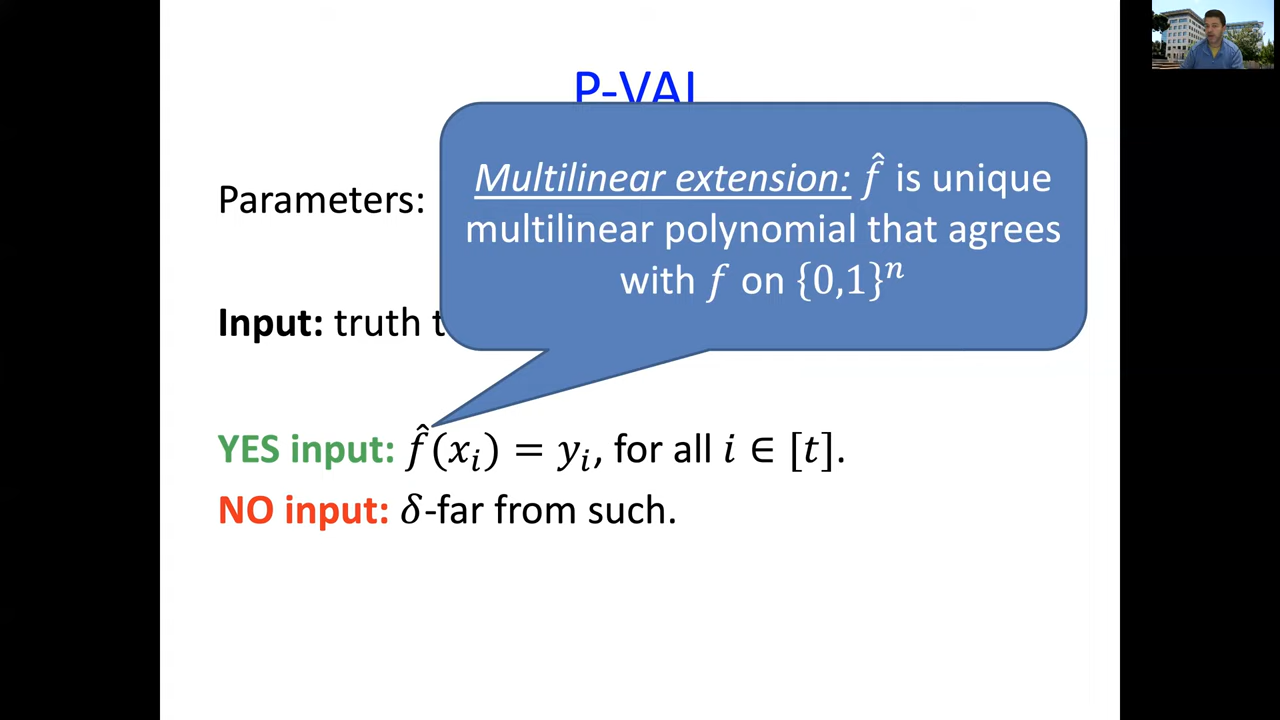 P-VAL
Multilinear extension: f̂ is unique
multilinear polynomial that agrees
with f on {0,1}ⁿ
Parameters:
Input: truth t
YES input: f̂(xᵢ) = yᵢ, for all i ∈ [t].
NO input: δ-far from such.